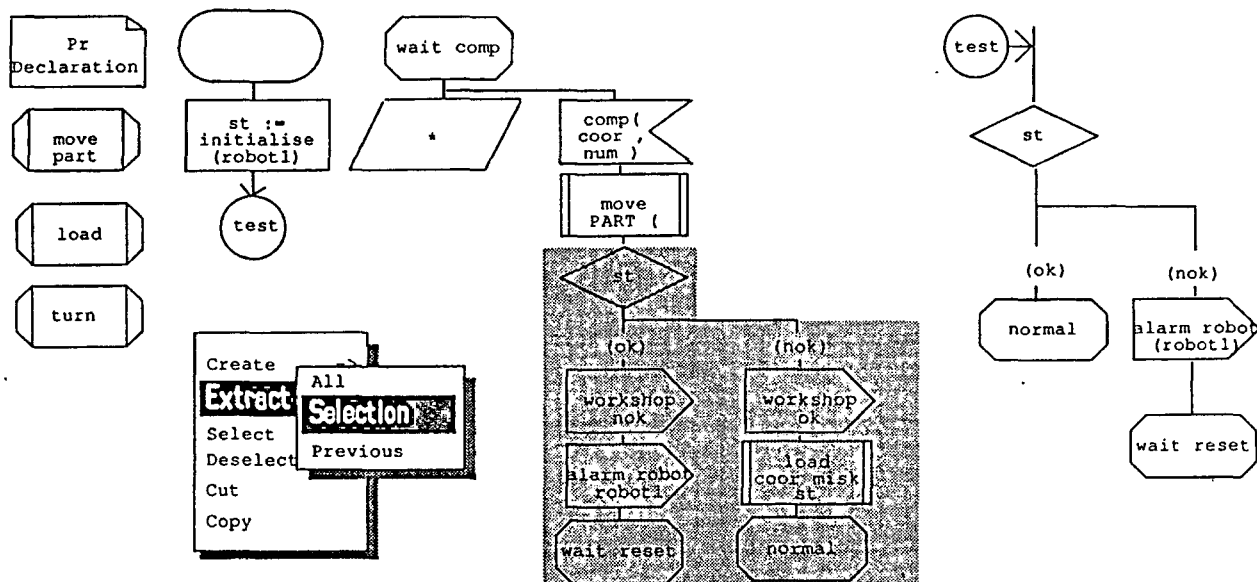 Pr
Declaration
move
part
load
turn
st :=
initialise
(robot1)
test
wait comp
*
comp(
coor ,
num )
move
PART (
st
(ok)
(nok)
workshop
nok
workshop
ok
alarm robot
robot1
load
coor misk
st
wait reset
normal
Create
Extract
Select
Deselect
Cut
Copy
All
Selection
Previous
test
st
(ok)
(nok)
normal
alarm robot
(robot1)
wait reset